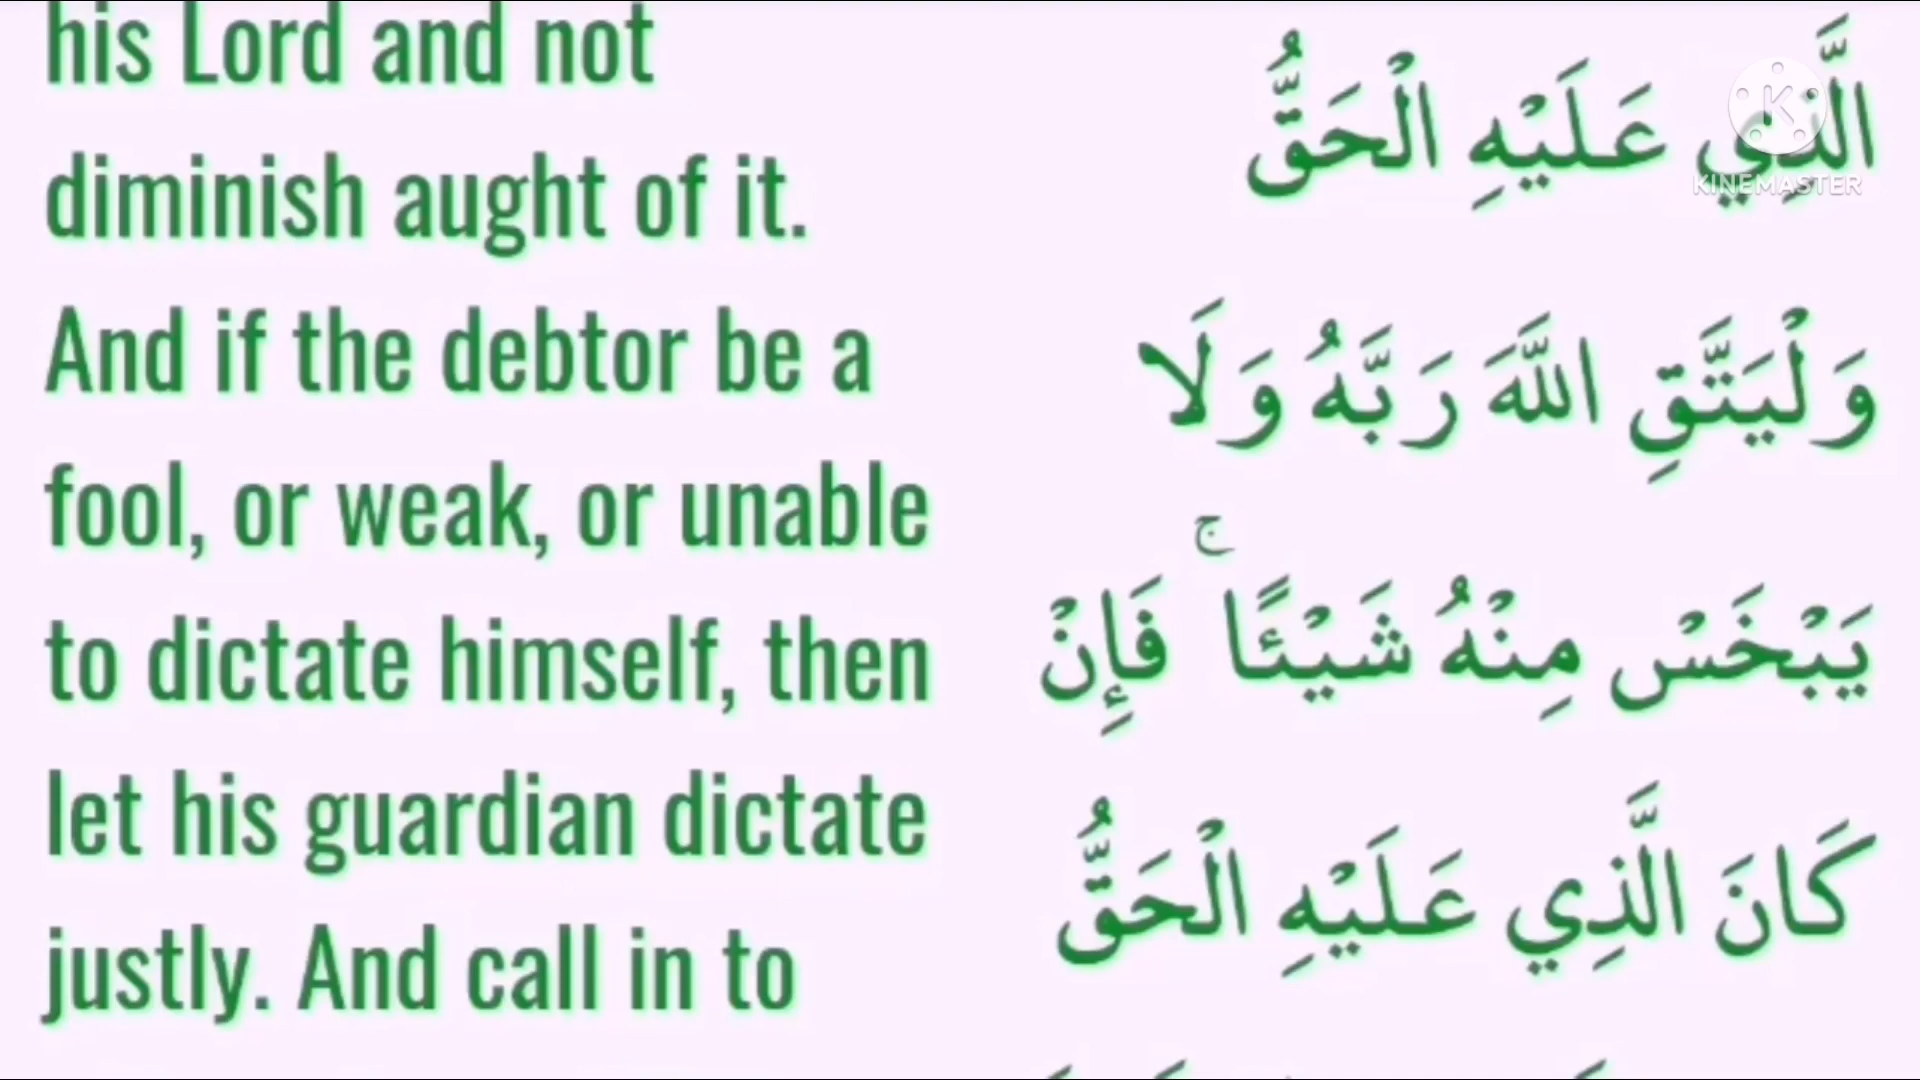 his Lord and not
diminish aught of it.
And if the debtor be a
fool, or weak, or unable
to dictate himself, then
let his guardian dictate
justly. And call in to
الَّذِي عَلَيْهِ الْحَقُّ
وَلْيَتَّقِ اللَّهَ رَبَّهُ وَلَا
يَبْخَسْ مِنْهُ شَيْئًا ۚ فَإِنْ
كَانَ الَّذِي عَلَيْهِ الْحَقُّ
KINEMASTER